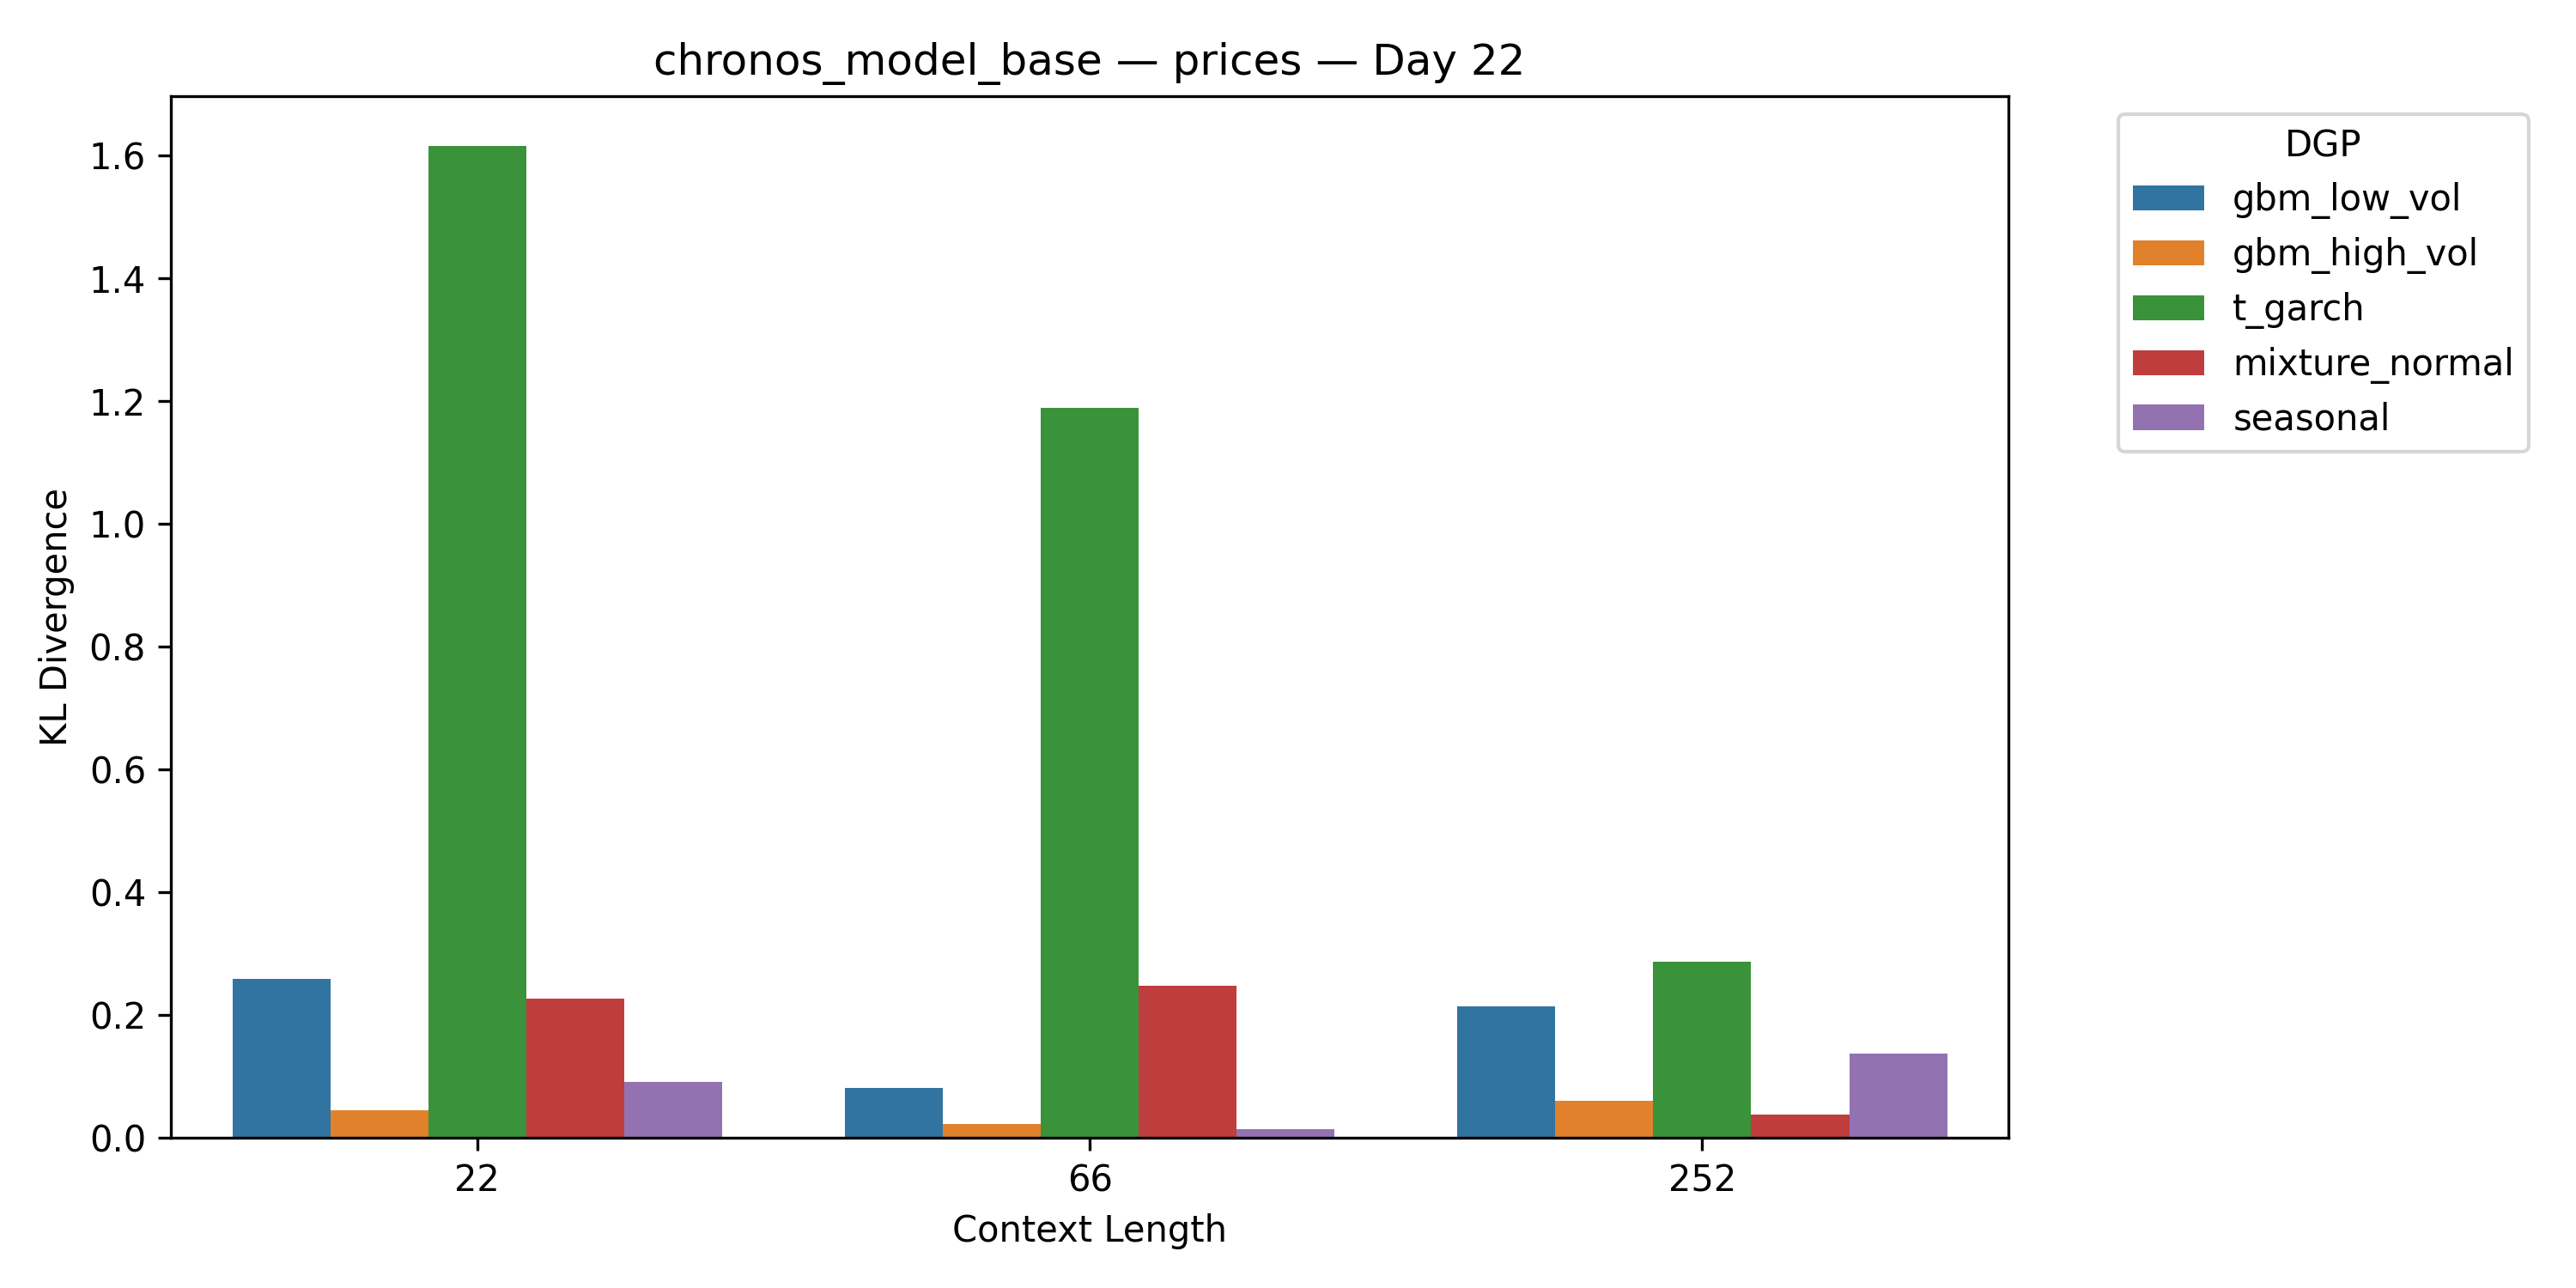 chronos_model_base — prices — Day 22
KL Divergence
1.6
1.4
1.2
1.0
0.8
0.6
0.4
0.2
0.0
22
66
252
Context Length
DGP
gbm_low_vol
gbm_high_vol
t_garch
mixture_normal
seasonal